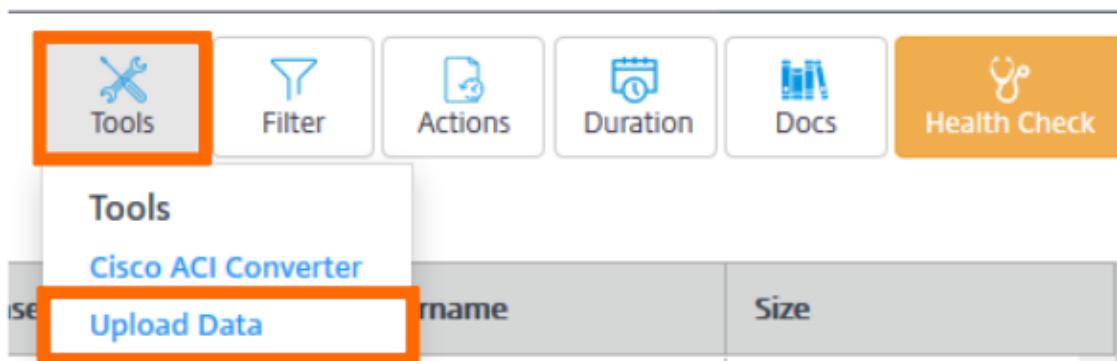 Tools
Filter
Actions
Duration
Docs
Health Check
Tools
Cisco ACI Converter
Upload Data
Size